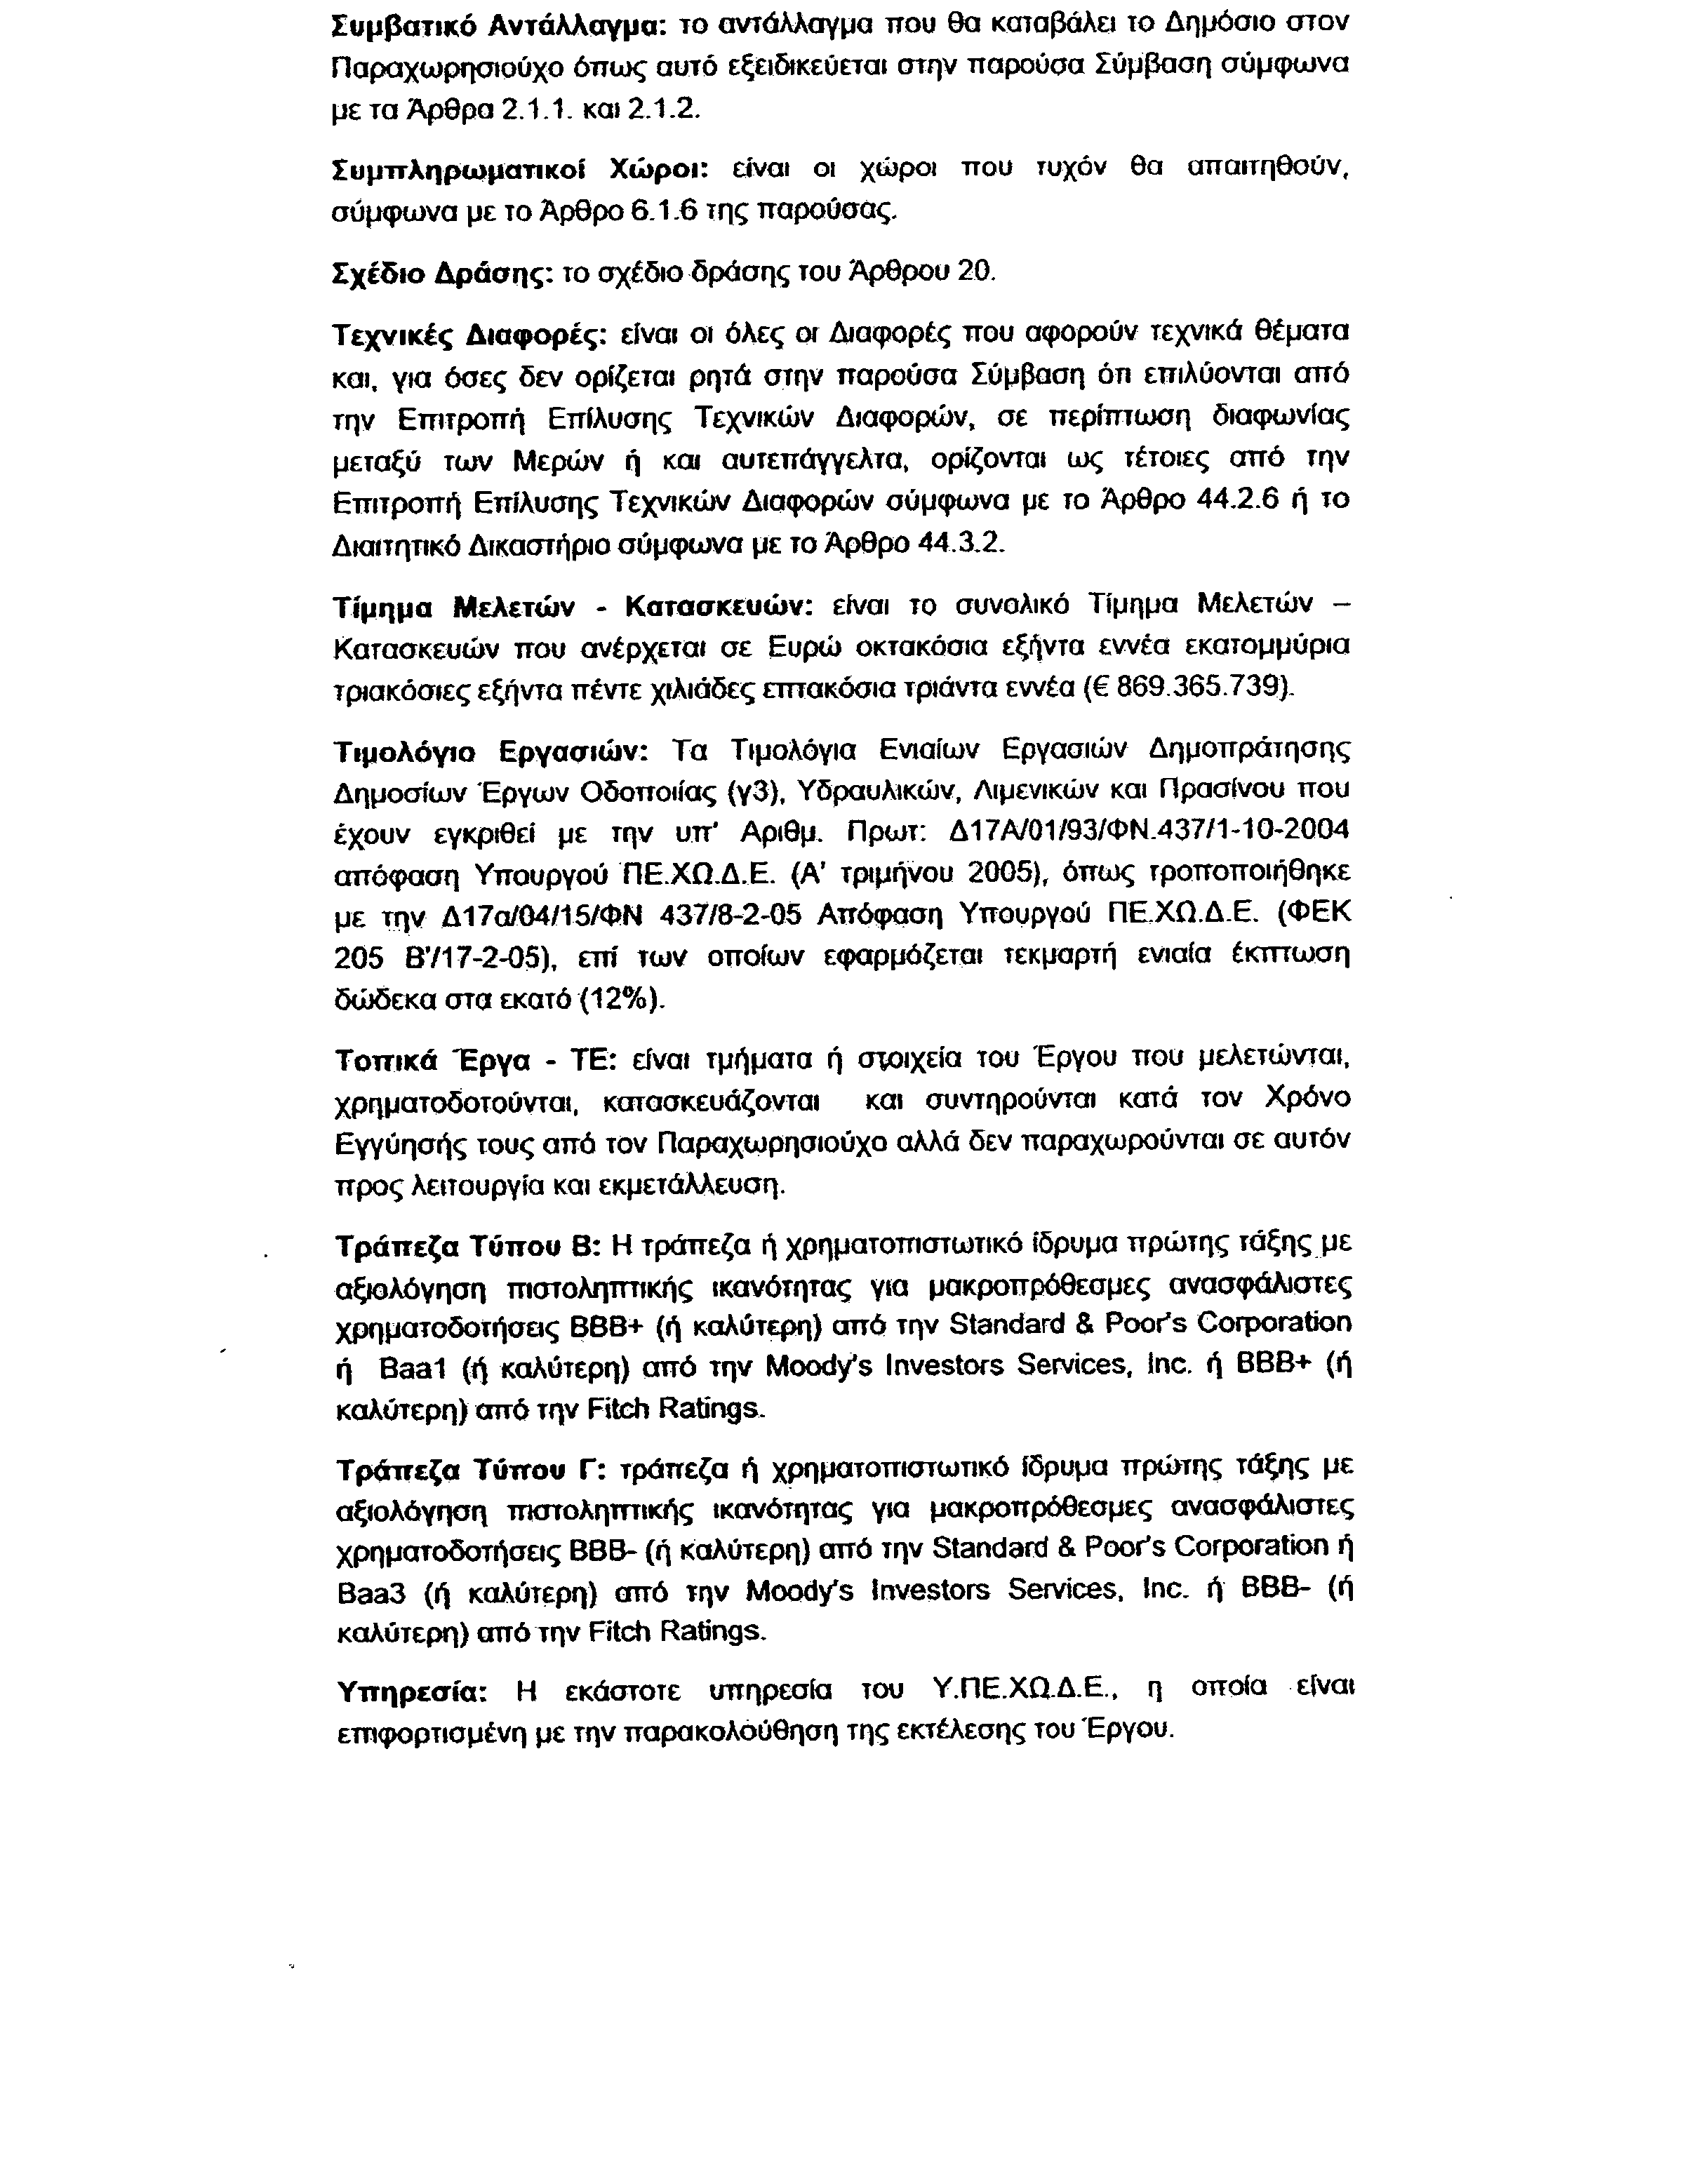 Συμβατικό Αντάλλαγμα: το αντάλλαγμα που θα καταβάλει το Δημόσιο στον
Παραχωρησιούχο όπως αυτό εξειδικεύεται στην παρούσα Σύμβαση σύμφωνα
με τα Άρθρα 2.1.1. και 2.1.2.
Συμπληρωματικοί Χώροι: είναι οι χώροι που τυχόν θα απαιτηθούν,
σύμφωνα με το Άρθρο 6.1.6 της παρούσας.
Σχέδιο Δράσης: το σχέδιο δράσης του Άρθρου 20.
Τεχνικές Διαφορές: είναι οι όλες οι Διαφορές που αφορούν τεχνικά θέματα
και, για όσες δεν ορίζεται ρητά στην παρούσα Σύμβαση ότι επιλύονται από
την Επιτροπή Επίλυσης Τεχνικών Διαφορών, σε περίπτωση διαφωνίας
μεταξύ των Μερών ή και αυτεπάγγελτα, ορίζονται ως τέτοιες από την
Επιτροπή Επίλυσης Τεχνικών Διαφορών σύμφωνα με το Άρθρο 44.2.6 ή το
Διαιτητικό Δικαστήριο σύμφωνα με το Άρθρο 44.3.2.
Τίμημα Μελετών - Κατασκευών: είναι το συνολικό Τίμημα Μελετών –
Κατασκευών που ανέρχεται σε Ευρώ οκτακόσια εξήντα εννέα εκατομμύρια
τριακόσιες εξήντα πέντε χιλιάδες επτακόσια τριάντα εννέα (€ 869.365.739).
Τιμολόγιο Εργασιών: Τα Τιμολόγια Ενιαίων Εργασιών Δημοπράτησης
Δημοσίων Έργων Οδοποιίας (γ3), Υδραυλικών, Λιμενικών και Πρασίνου που
έχουν εγκριθεί με την υπ' Αριθμ. Πρωτ: Δ17Α/01/93/ΦΝ.437/1-10-2004
απόφαση Υπουργού ΠΕ.ΧΩ.Δ.Ε. (Α' τριμήνου 2005), όπως τροποποιήθηκε
με την Δ17α/04/15/ΦΝ 437/8-2-05 Απόφαση Υπουργού ΠΕ.ΧΩ.Δ.Ε. (ΦΕΚ
205 Β'/17-2-05), επί των οποίων εφαρμόζεται τεκμαρτή ενιαία έκπτωση
δώδεκα στα εκατό (12%).
Τοπικά Έργα - ΤΕ: είναι τμήματα ή στοιχεία του Έργου που μελετώνται,
χρηματοδοτούνται, κατασκευάζονται και συντηρούνται κατά τον Χρόνο
Εγγύησής τους από τον Παραχωρησιούχο αλλά δεν παραχωρούνται σε αυτόν
προς λειτουργία και εκμετάλλευση.
Τράπεζα Τύπου Β: Η τράπεζα ή χρηματοπιστωτικό ίδρυμα πρώτης τάξης με
αξιολόγηση πιστοληπτικής ικανότητας για μακροπρόθεσμες ανασφάλιστες
χρηματοδοτήσεις BBB+ (ή καλύτερη) από την Standard & Poor's Corporation
ή Baa1 (ή καλύτερη) από την Moody's Investors Services, Inc. ή BBB+ (ή
καλύτερη) από την Fitch Ratings.
Τράπεζα Τύπου Γ: τράπεζα ή χρηματοπιστωτικό ίδρυμα πρώτης τάξης με
αξιολόγηση πιστοληπτικής ικανότητας για μακροπρόθεσμες ανασφάλιστες
χρηματοδοτήσεις BBB- (ή καλύτερη) από την Standard & Poor's Corporation ή
Baa3 (ή καλύτερη) από την Moody's Investors Services, Inc. ή BBB- (ή
καλύτερη) από την Fitch Ratings.
Υπηρεσία: Η εκάστοτε υπηρεσία του Υ.ΠΕ.ΧΩ.Δ.Ε., η οποία είναι
επιφορτισμένη με την παρακολούθηση της εκτέλεσης του Έργου.